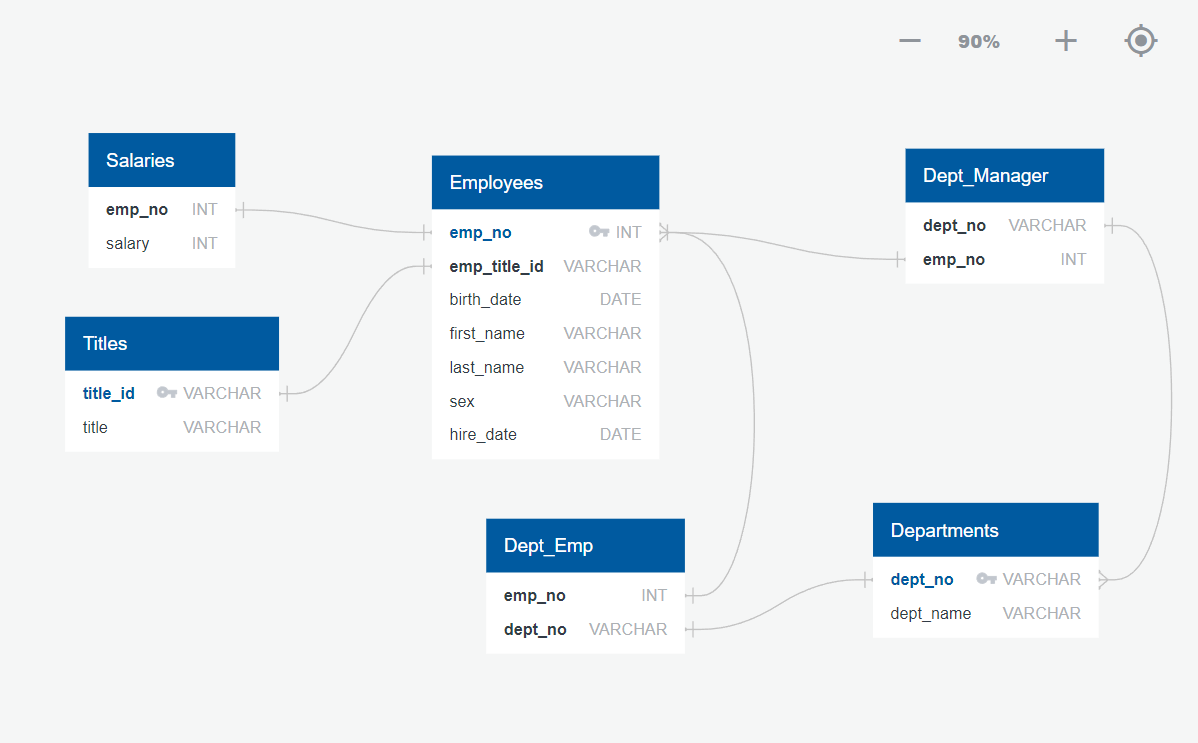 90%
Salaries
emp_no INT
salary INT
Titles
title_id VARCHAR
title VARCHAR
Employees
emp_no INT
emp_title_id VARCHAR
birth_date DATE
first_name VARCHAR
last_name VARCHAR
sex VARCHAR
hire_date DATE
Dept_Manager
dept_no VARCHAR
emp_no INT
Dept_Emp
emp_no INT
dept_no VARCHAR
Departments
dept_no VARCHAR
dept_name VARCHAR